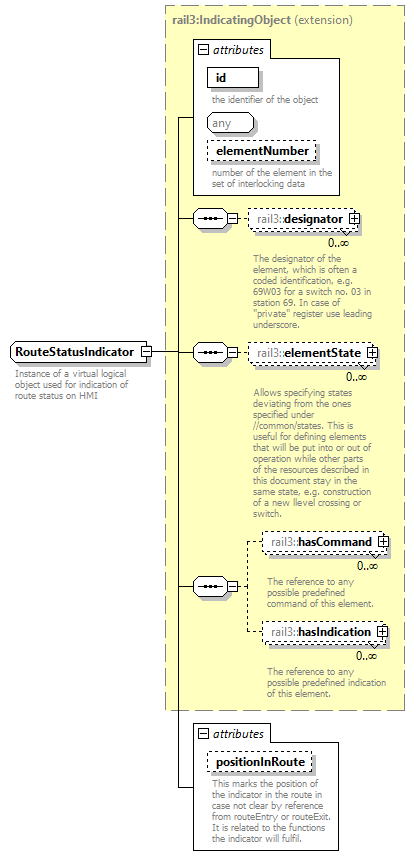 rail3:IndicatingObject (extension)
attributes
id
the identifier of the object
any
elementNumber
number of the element in the
set of interlocking data
rail3::designator
0..∞
The designator of the
element, which is often a
coded identification, e.g.
69W03 for a switch no. 03 in
station 69. In case of
"private" register use leading
underscore.
RouteStatusIndicator
Instance of a virtual logical
object used for indication of
route status on HMI
rail3::elementState
0..∞
Allows specifying states
deviating from the ones
specified under
//common/states. This is
useful for defining elements
that will be put into or out of
operation while other parts
of the resources described in
this document stay in the
same state, e.g. construction
of a new llevel crossing or
switch.
rail3::hasCommand
0..∞
The reference to any
possible predefined
command of this element.
rail3::hasIndication
0..∞
The reference to any
possible predefined indication
of this element.
attributes
positionInRoute
This marks the position of
the indicator in the route in
case not clear by reference
from routeEntry or routeExit.
It is related to the functions
the indicator will fulfil.